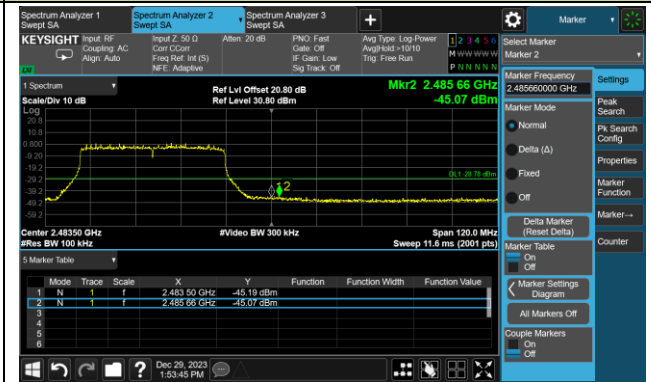 Spectrum Analyzer 1
Swept SA
Spectrum Analyzer 2
Swept SA
Spectrum Analyzer 3
Swept SA
+
Marker
KEYSIGHT
Input: RF
Coupling: AC
Align: Auto
Input Z: 50 Ω
Corr CCorr
Freq Ref: Int (S)
NFE: Adaptive
Atten: 20 dB
PNO: Fast
Gate: Off
IF Gain: Low
Sig Track: Off
Avg Type: Log-Power
Avg|Hold:>10/10
Trig: Free Run
1 2 3 4 5 6
M W W W W W
P N N N N N
LW
Select Marker
Marker 2
1 Spectrum
Scale/Div 10 dB
Log
Ref Lvl Offset 20.80 dB
Ref Level 30.80 dBm
Mkr2 2.485 66 GHz
-45.07 dBm
20.8
10.8
0.800
-9.20
-19.2
-29.2
-39.2
-49.2
-59.2
DL1 -28.78 dBm
1 2
Center 2.48350 GHz
#Res BW 100 kHz
#Video BW 300 kHz
Span 120.0 MHz
Sweep 11.6 ms (2001 pts)
5 Marker Table
Mode Trace Scale X Y Function Function Width Function Value
1 N 1 f 2.483 50 GHz -45.19 dBm
2 N 1 f 2.485 66 GHz -45.07 dBm
3
4
5
6
Marker Frequency
2.485660000 GHz
Marker Mode
Normal
Delta (Δ)
Fixed
Off
Delta Marker
(Reset Delta)
Marker Table
On
Off
Marker Settings
Diagram
All Markers Off
Couple Markers
On
Off
Settings
Peak
Search
Pk Search
Config
Properties
Marker
Function
Marker→
Counter
?
Dec 29, 2023
1:53:45 PM